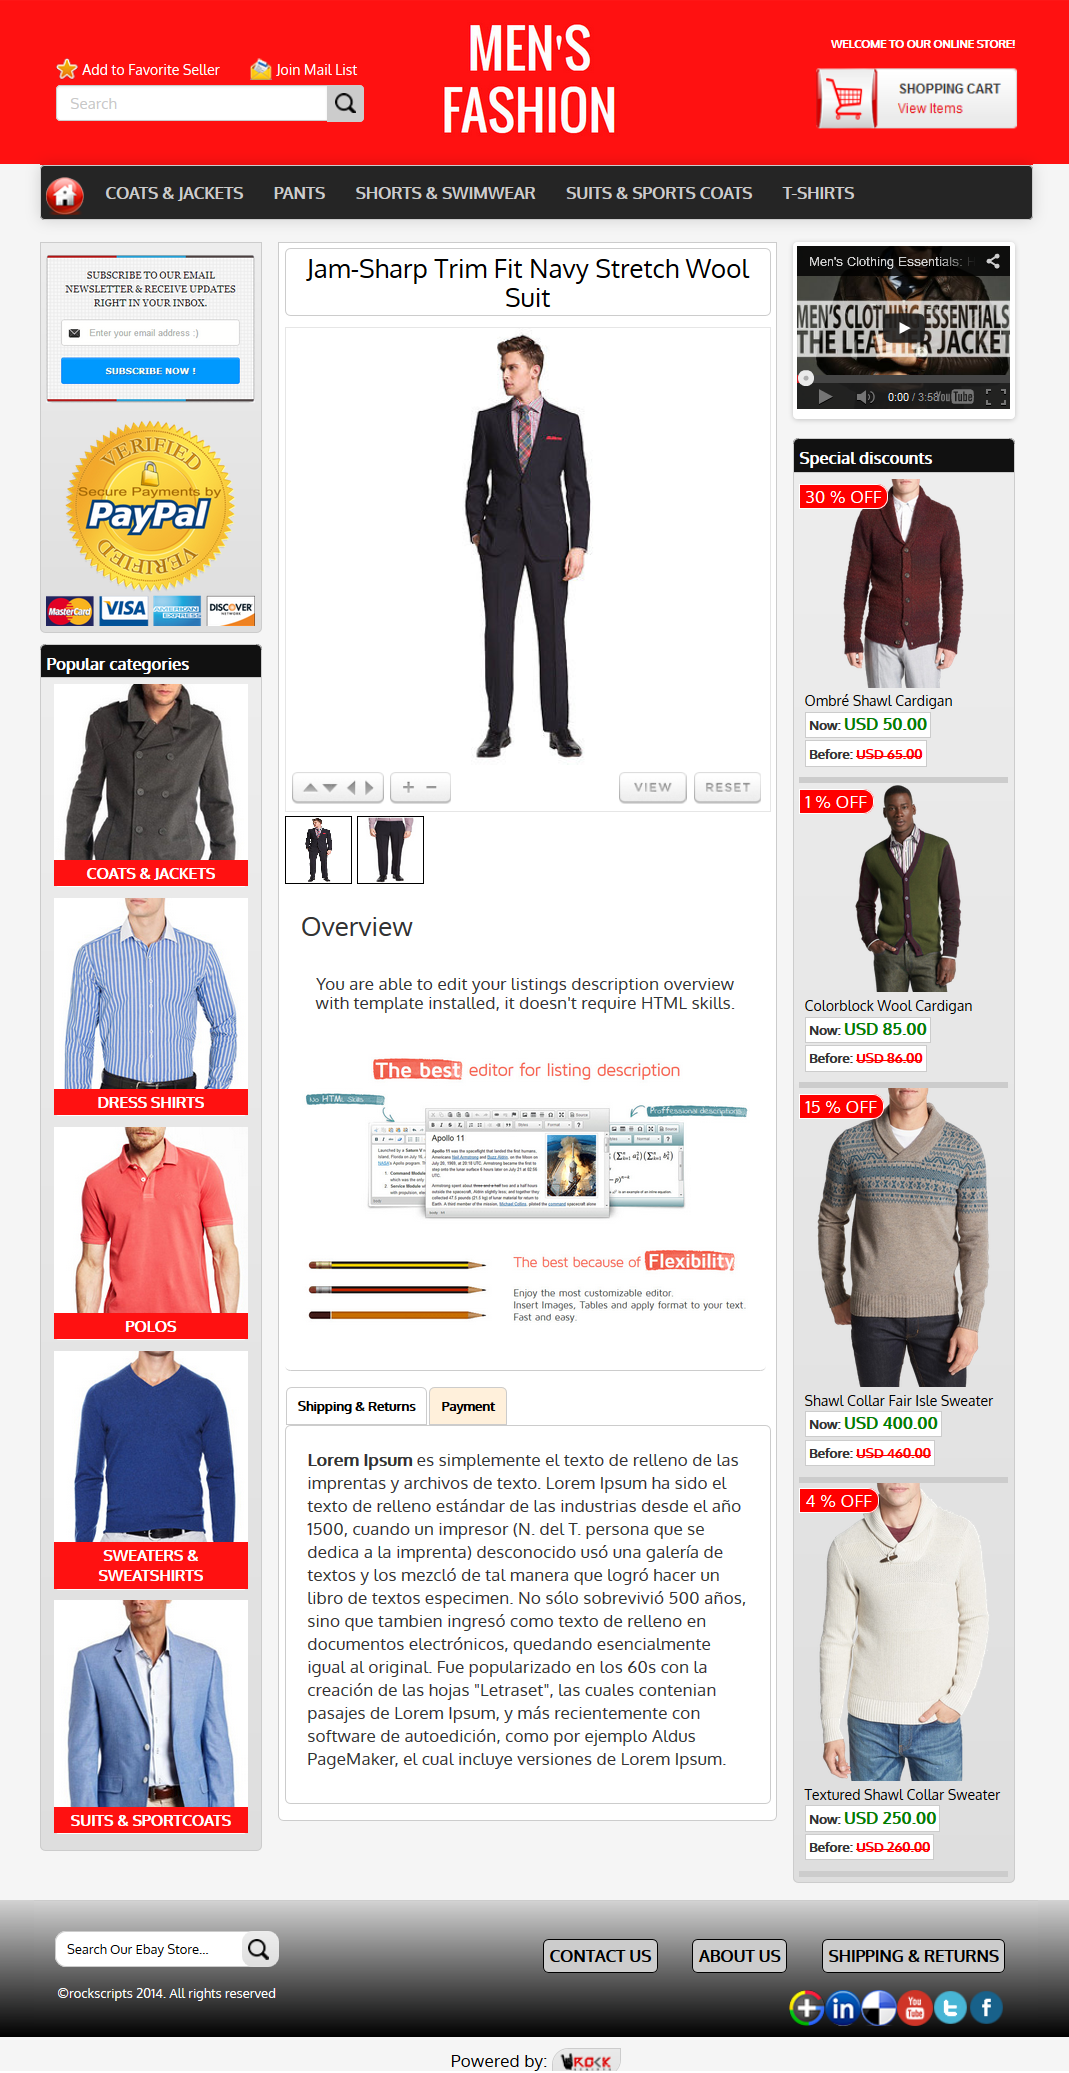 MEN'S
FASHION
WELCOME TO OUR ONLINE STORE!
Add to Favorite Seller
Join Mail List
Search
SHOPPING CART
View Items
COATS & JACKETS
PANTS
SHORTS & SWIMWEAR
SUITS & SPORTS COATS
T-SHIRTS
SUBSCRIBE TO OUR EMAIL
NEWSLETTER & RECEIVE UPDATES
RIGHT IN YOUR INBOX.
Enter your email address :)
SUBSCRIBE NOW !
VERIFIED
Secure Payments by
PayPal
VERIFIED
MasterCard
VISA
AMERICAN EXPRESS
DISCOVER
NETWORK
Popular categories
COATS & JACKETS
DRESS SHIRTS
POLOS
SWEATERS &
SWEATSHIRTS
SUITS & SPORTCOATS
Jam-Sharp Trim Fit Navy Stretch Wool
Suit
VIEW
RESET
Overview
You are able to edit your listings description overview
with template installed, it doesn't require HTML skills.
The best editor for listing description
No HTML Skills
Proffessional descriptions
Apollo 11
The best because of Flexibility
Enjoy the most customizable editor.
Insert Images, Tables and apply format to your text.
Fast and easy.
Shipping & Returns
Payment
Lorem Ipsum es simplemente el texto de relleno de las
imprentas y archivos de texto. Lorem Ipsum ha sido el
texto de relleno estándar de las industrias desde el año
1500, cuando un impresor (N. del T. persona que se
dedica a la imprenta) desconocido usó una galería de
textos y los mezcló de tal manera que logró hacer un
libro de textos especimen. No sólo sobrevivió 500 años,
sino que tambien ingresó como texto de relleno en
documentos electrónicos, quedando esencialmente
igual al original. Fue popularizado en los 60s con la
creación de las hojas "Letraset", las cuales contenian
pasajes de Lorem Ipsum, y más recientemente con
software de autoedición, como por ejemplo Aldus
PageMaker, el cual incluye versiones de Lorem Ipsum.
Men's Clothing Essentials: H
MEN'S CLOTHING ESSENTIALS
THE LEATHER JACKET
0:00 / 3:58
YouTube
Special discounts
30 % OFF
Ombré Shawl Cardigan
Now: USD 50.00
Before: USD 65.00
1 % OFF
Colorblock Wool Cardigan
Now: USD 85.00
Before: USD 86.00
15 % OFF
Shawl Collar Fair Isle Sweater
Now: USD 400.00
Before: USD 460.00
4 % OFF
Textured Shawl Collar Sweater
Now: USD 250.00
Before: USD 260.00
Search Our Ebay Store...
©rockscripts 2014. All rights reserved
CONTACT US
ABOUT US
SHIPPING & RETURNS
Powered by:
ROCK